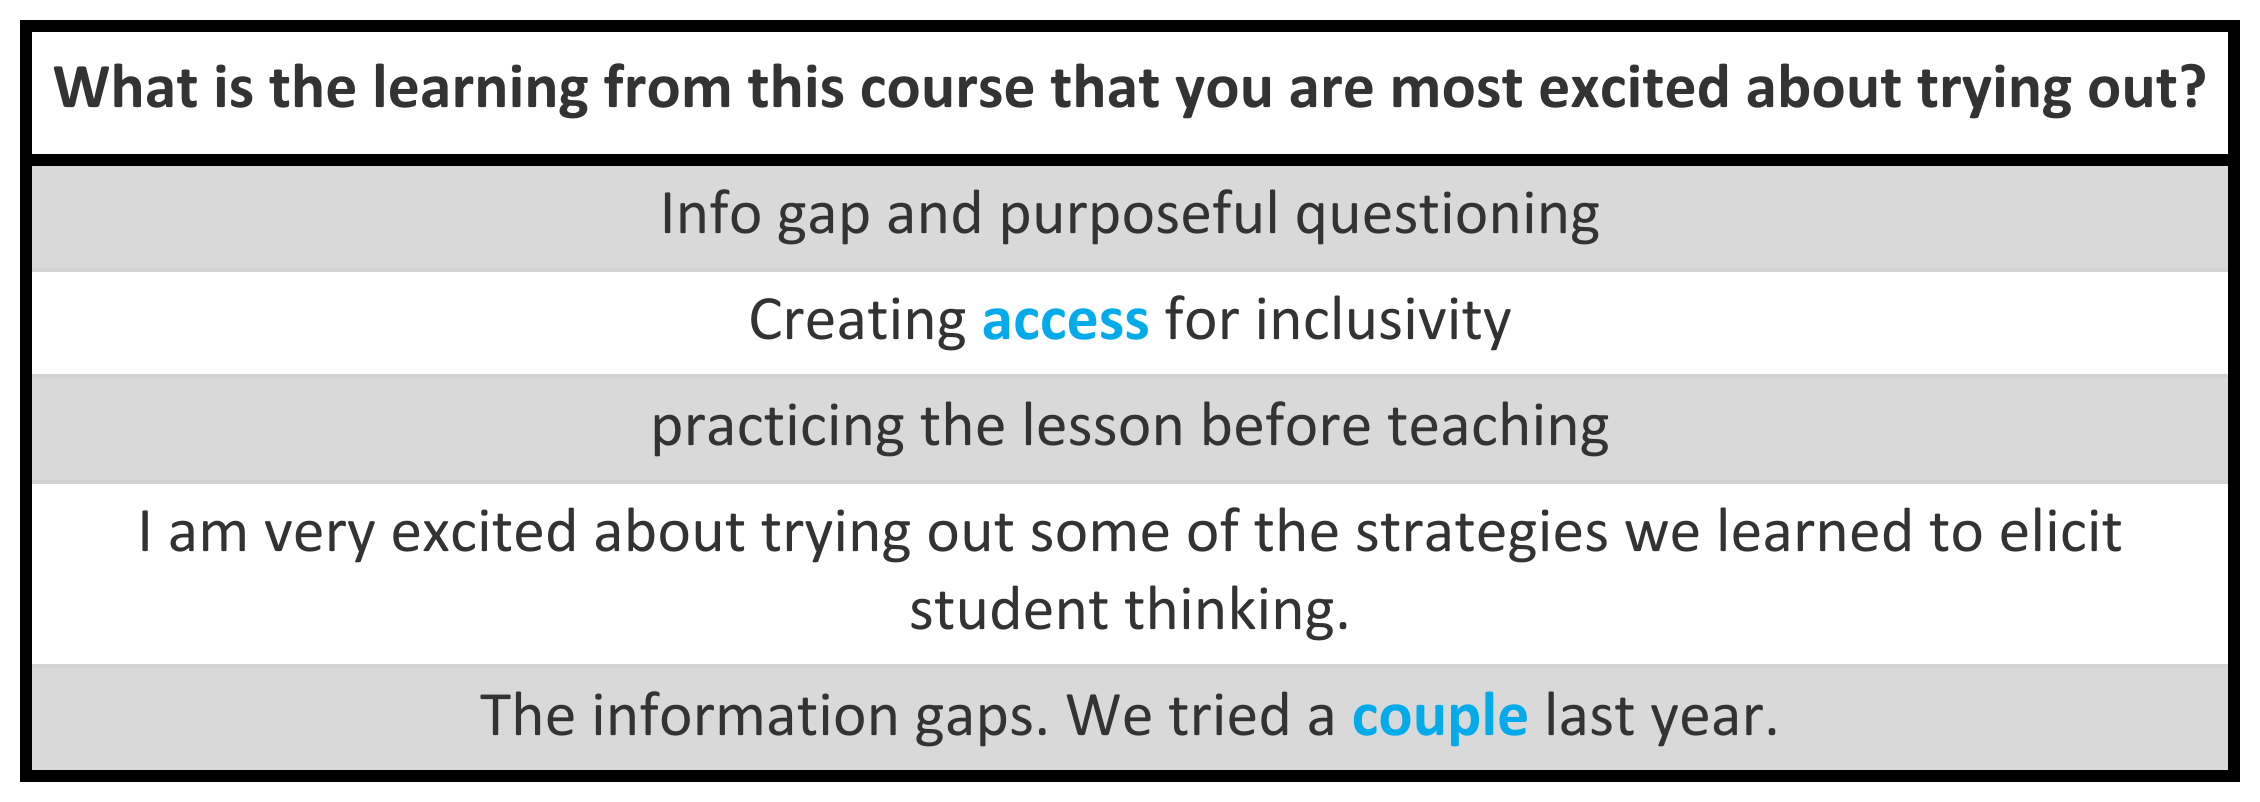 What is the learning from this course that you are most excited about trying out?
Info gap and purposeful questioning
Creating access for inclusivity
practicing the lesson before teaching
I am very excited about trying out some of the strategies we learned to elicit
student thinking.
The information gaps. We tried a couple last year.